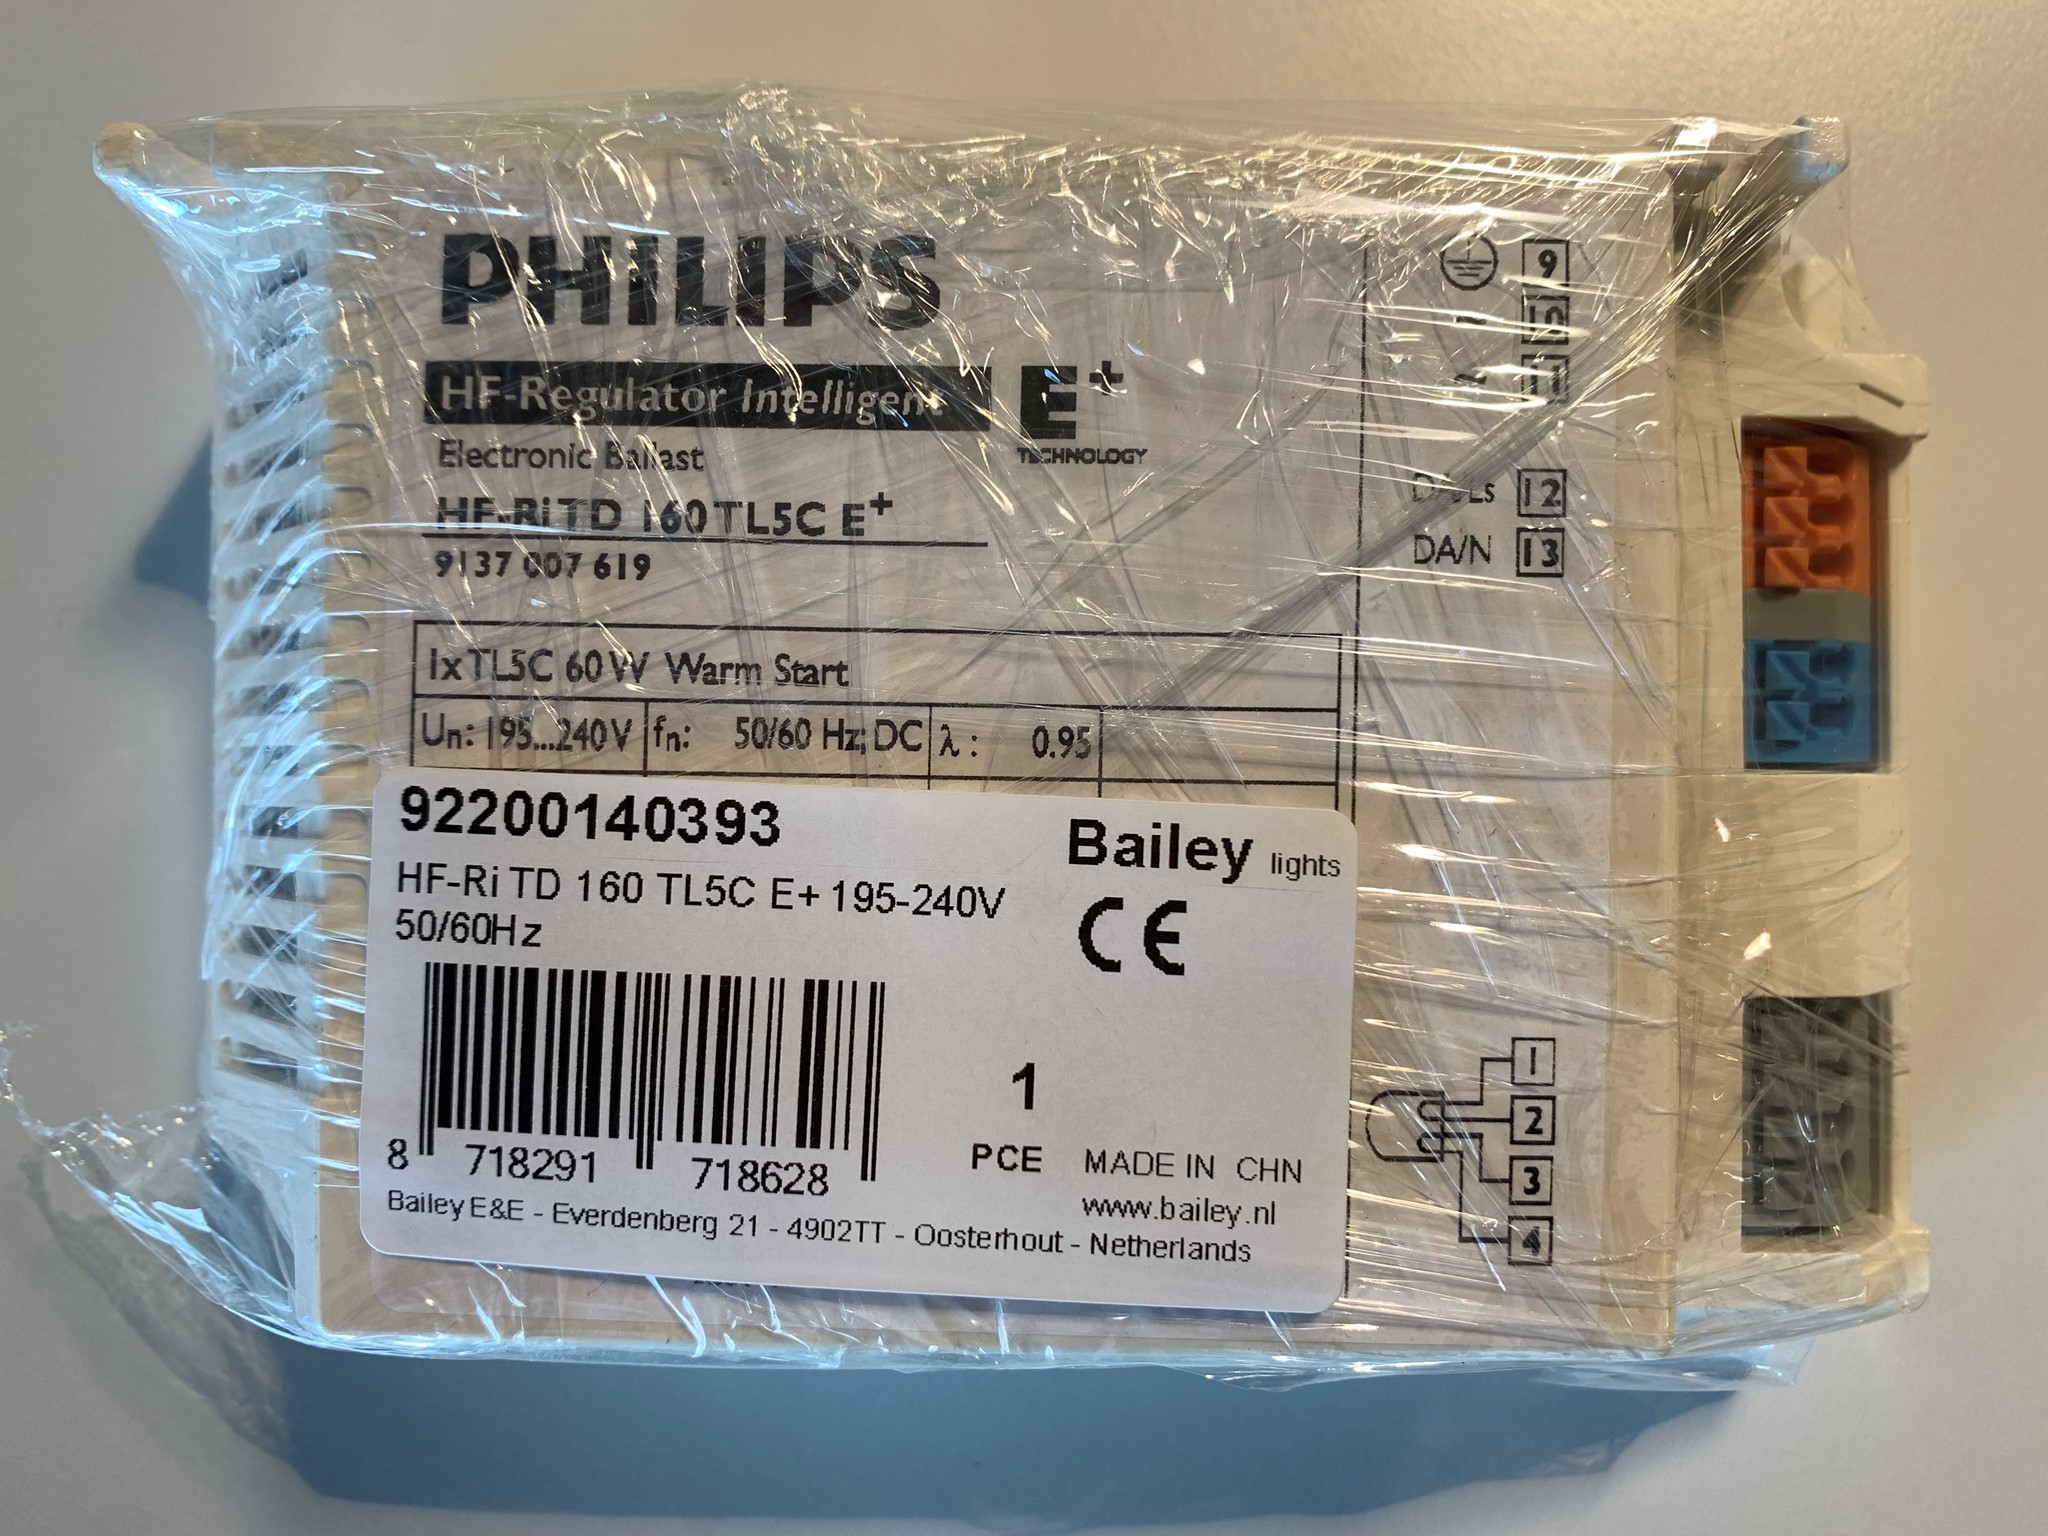 PHILIPS
HF-Regulator Intelligent
E+
TECHNOLOGY
Electronic Ballast
HF-Ri TD 160 TL5C E+
9137 007 619
1xTL5C 60W Warm Start
Un: 195...240V fn: 50/60 Hz; DC λ: 0.95
9
~ 10
~ 11
12
DA/N 13
1
2
3
4
92200140393
Bailey lights
HF-Ri TD 160 TL5C E+ 195-240V
50/60Hz
CE
1
PCE
MADE IN CHN
www.bailey.nl
8 718291 718628
Bailey E&E - Everdenberg 21 - 4902TT - Oosterhout - Netherlands